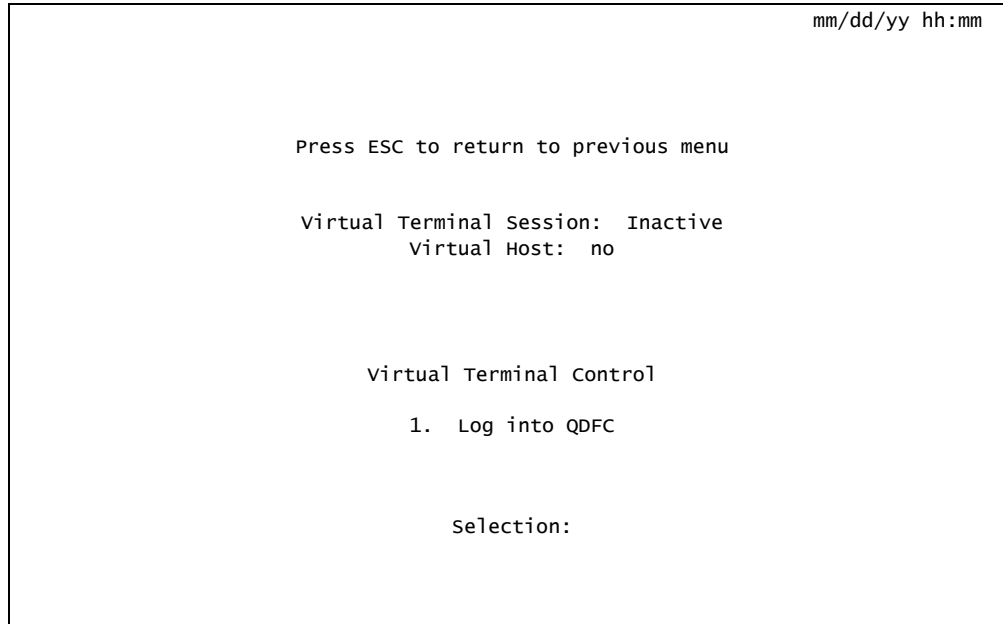 mm/dd/yy hh:mm
Press ESC to return to previous menu
Virtual Terminal Session:  Inactive
Virtual Host:  no
Virtual Terminal Control
1.  Log into QDFC
Selection: